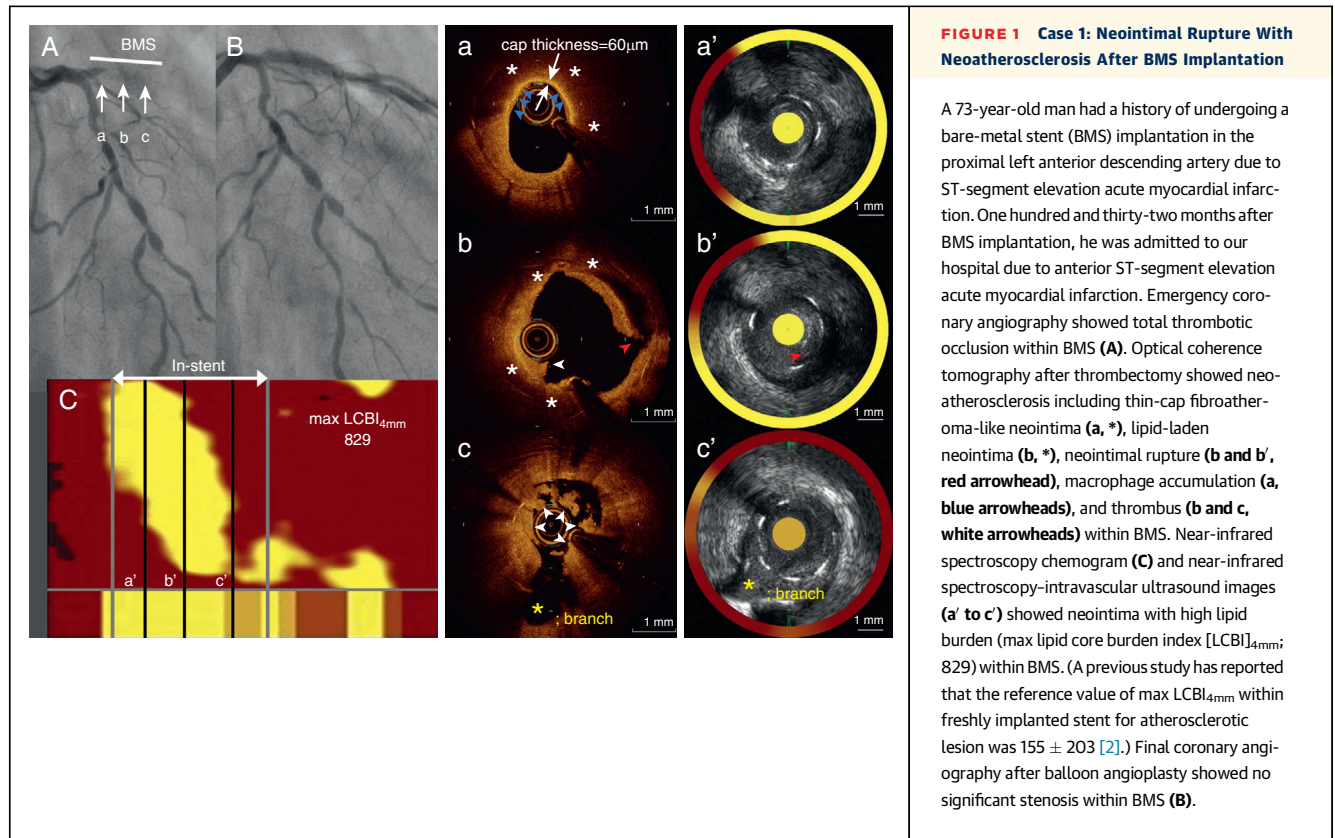 A
BMS
B
a
b
c
In-stent
C
max LCBI4mm
829
a'
b'
c'
a
cap thickness=60μm
*
*
*
1 mm
a'
1 mm
b
*
*
*
*
1 mm
b'
1 mm
c
*
; branch
1 mm
c'
*
; branch
1 mm
FIGURE 1 Case 1: Neointimal Rupture With
Neoatherosclerosis After BMS Implantation
A 73-year-old man had a history of undergoing a
bare-metal stent (BMS) implantation in the
proximal left anterior descending artery due to
ST-segment elevation acute myocardial infarc-
tion. One hundred and thirty-two months after
BMS implantation, he was admitted to our
hospital due to anterior ST-segment elevation
acute myocardial infarction. Emergency coro-
nary angiography showed total thrombotic
occlusion within BMS (A). Optical coherence
tomography after thrombectomy showed neo-
atherosclerosis including thin-cap fibroather-
oma-like neointima (a, *), lipid-laden
neointima (b, *), neointimal rupture (b and b′,
red arrowhead), macrophage accumulation (a,
blue arrowheads), and thrombus (b and c,
white arrowheads) within BMS. Near-infrared
spectroscopy chemogram (C) and near-infrared
spectroscopy–intravascular ultrasound images
(a′ to c′) showed neointima with high lipid
burden (max lipid core burden index [LCBI]4mm;
829) within BMS. (A previous study has reported
that the reference value of max LCBI4mm within
freshly implanted stent for atherosclerotic
lesion was 155 ± 203 [2].) Final coronary angi-
ography after balloon angioplasty showed no
significant stenosis within BMS (B).